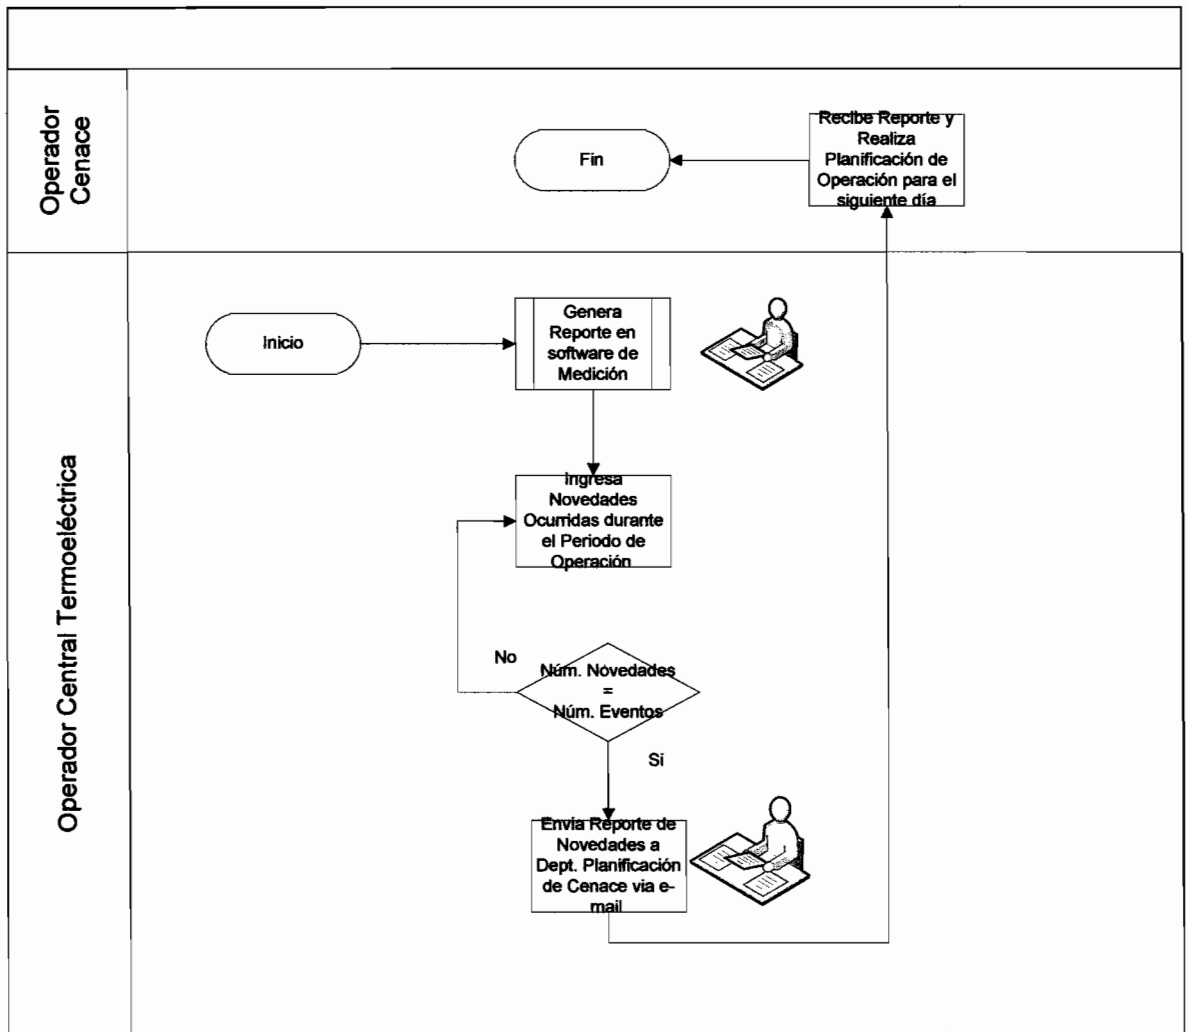 Operador
Cenace
Fin
Recibe Reporte y
Realiza
Planificación de
Operación para el
siguiente día
Operador Central Termoeléctrica
Inicio
Genera
Reporte en
software de
Medición
Ingresa
Novedades
Ocurridas durante
el Periodo de
Operación
No
Núm. Novedades
=
Núm. Eventos
Si
Envia Reporte de
Novedades a
Dept. Planificación
de Cenace via e-
mail